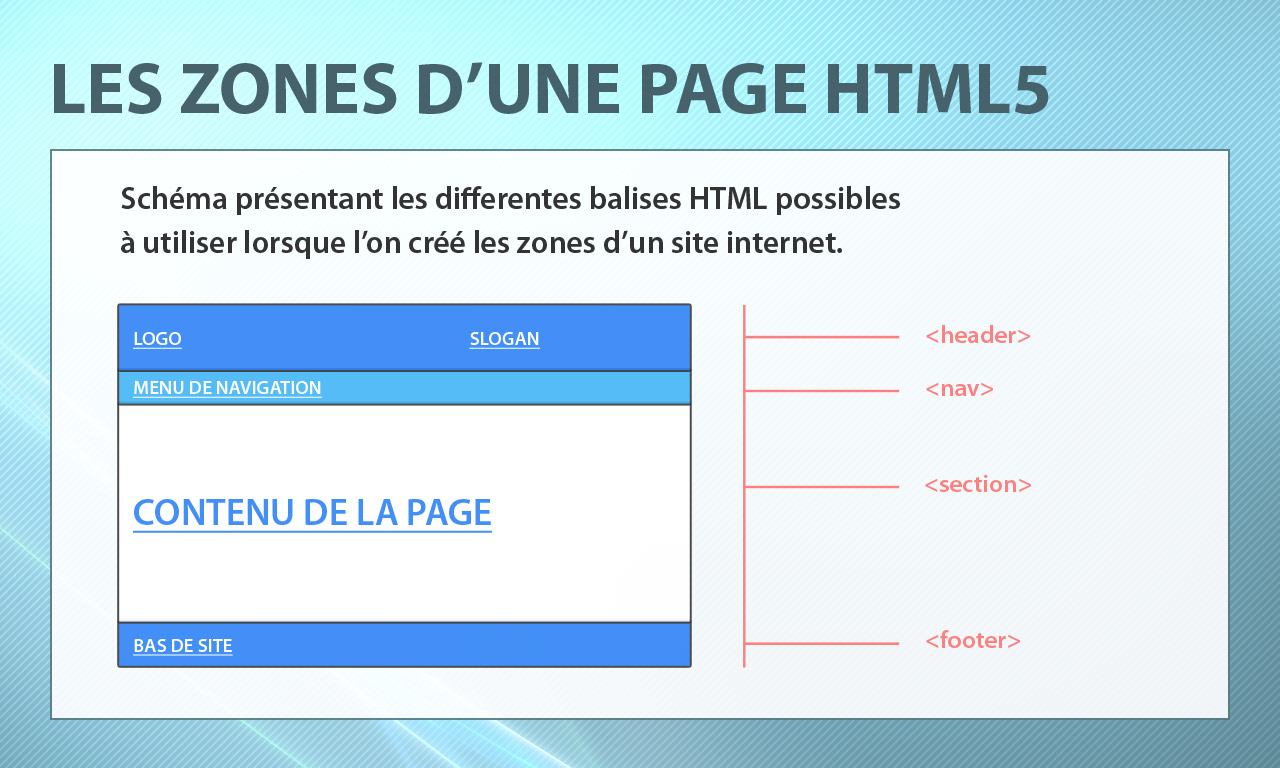 LES ZONES D’UNE PAGE HTML5
Schéma présentant les differentes balises HTML possibles
à utiliser lorsque l’on créé les zones d’un site internet.
LOGO SLOGAN <header>
MENU DE NAVIGATION <nav>
<section>
CONTENU DE LA PAGE
BAS DE SITE <footer>